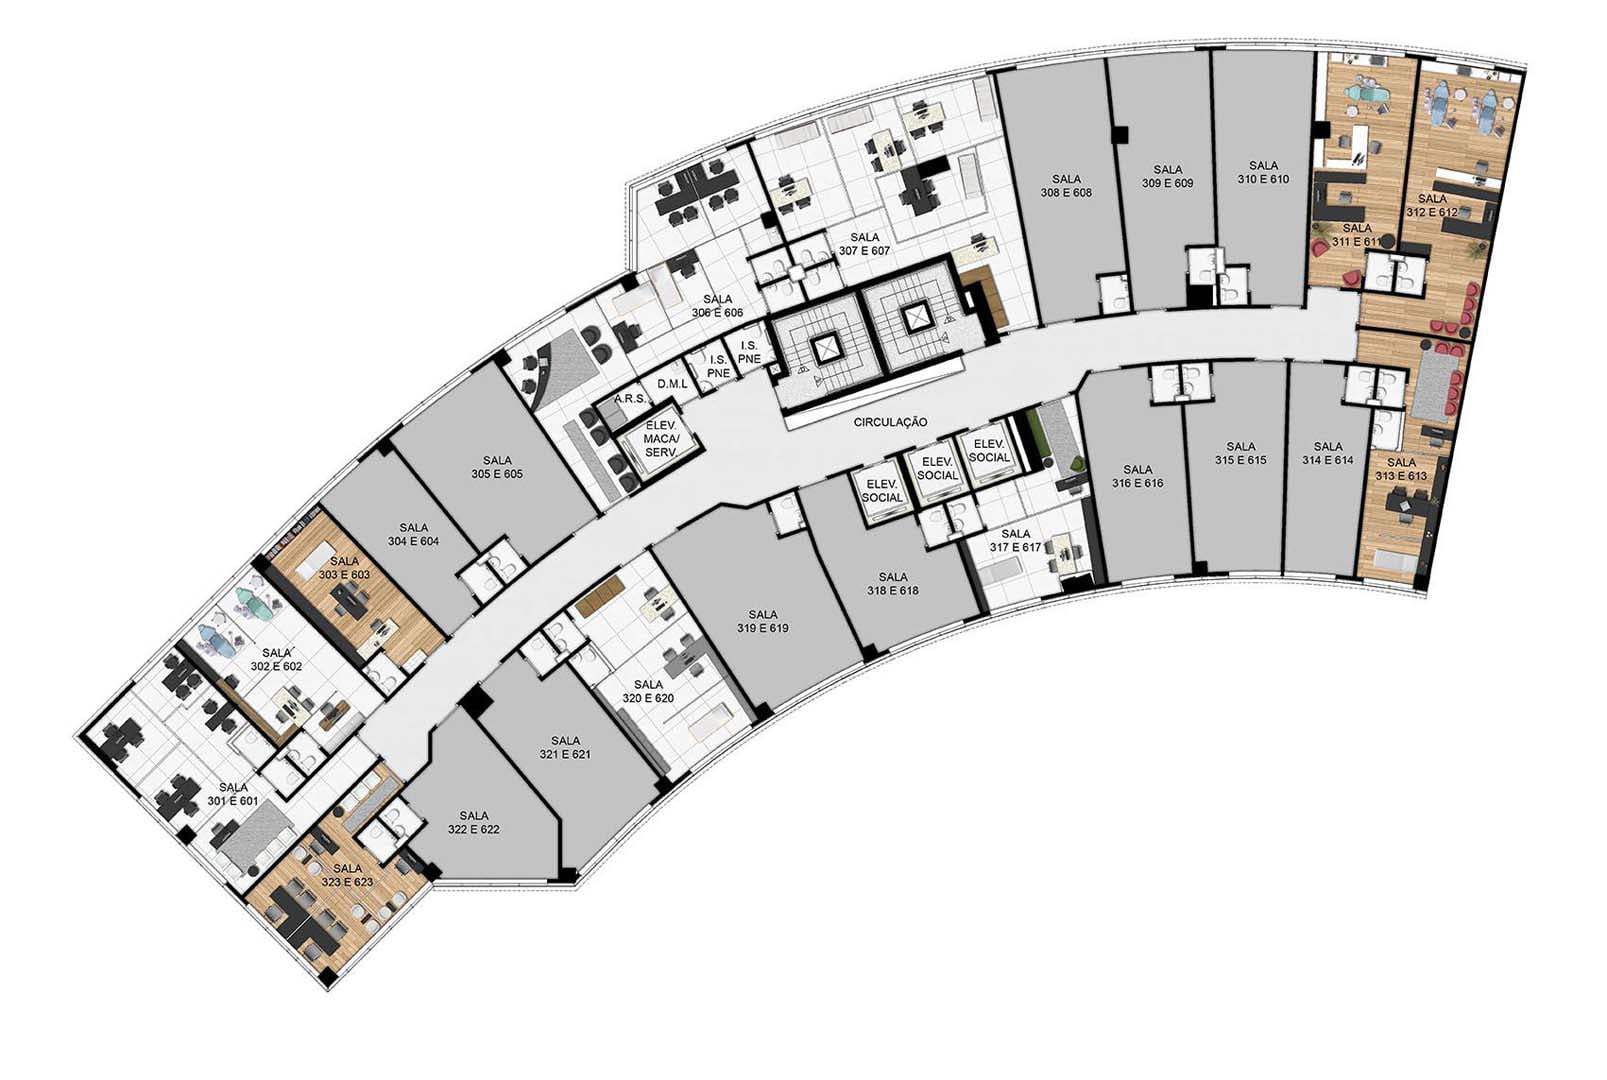 SALA
301 E 601
SALA
302 E 602
SALA
303 E 603
SALA
304 E 604
SALA
305 E 605
SALA
306 E 606
SALA
307 E 607
SALA
308 E 608
SALA
309 E 609
SALA
310 E 610
SALA
311 E 611
SALA
312 E 612
A.R.S.
D.M.L
I.S.
PNE
I.S.
PNE
ELEV.
MACA/
SERV.
CIRCULAÇÃO
ELEV.
SOCIAL
ELEV.
SOCIAL
ELEV.
SOCIAL
SALA
313 E 613
SALA
314 E 614
SALA
315 E 615
SALA
316 E 616
SALA
317 E 617
SALA
318 E 618
SALA
319 E 619
SALA
320 E 620
SALA
321 E 621
SALA
322 E 622
SALA
323 E 623